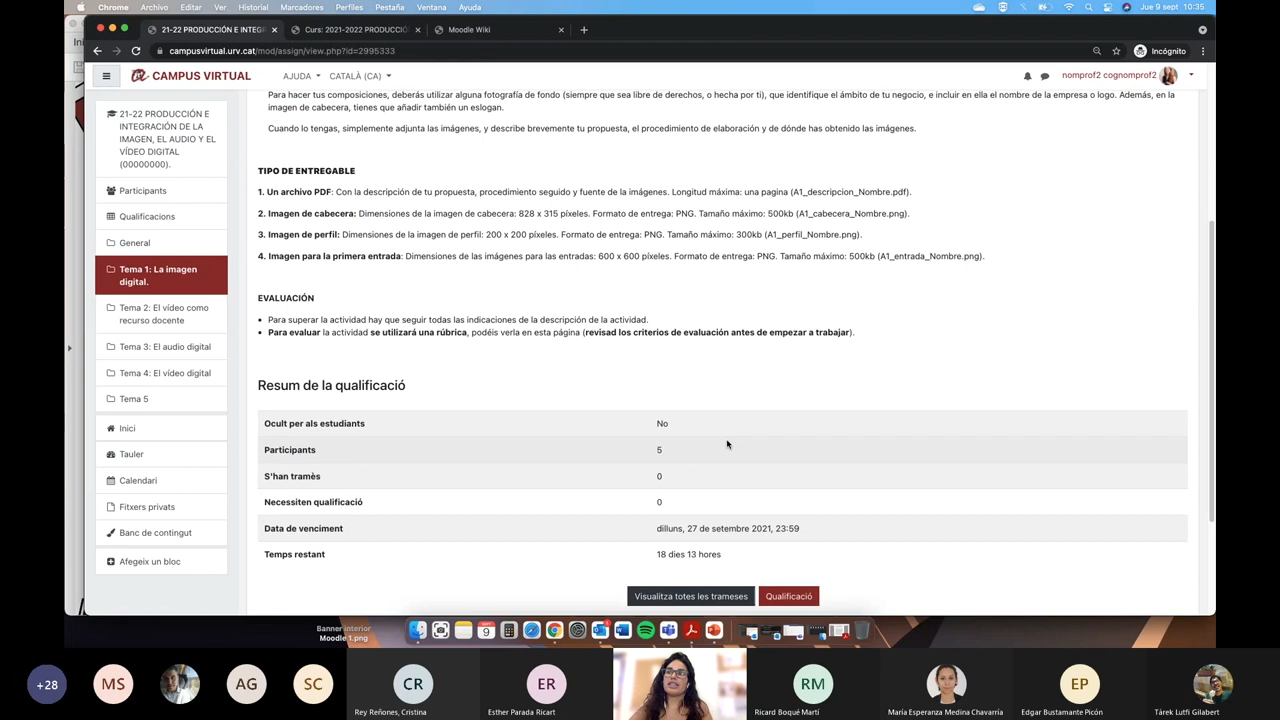 Chrome Archivo Editar Ver Historial Marcadores Perfiles Pestaña Ventana Ayuda
Jue 9 sept 10:35
21-22 PRODUCCIÓN E INTEGR
Curs: 2021-2022 PRODUCCIÓ
Moodle Wiki
campusvirtual.urv.cat/mod/assign/view.php?id=2995333
Incógnito
CAMPUS VIRTUAL
AJUDA
CATALÀ (CA)
nomprof2 cognomprof2
21-22 PRODUCCIÓN E
INTEGRACIÓN DE LA
IMAGEN, EL AUDIO Y EL
VÍDEO DIGITAL
(00000000).
Participants
Qualificacions
General
Tema 1: La imagen
digital.
Tema 2: El vídeo como
recurso docente
Tema 3: El audio digital
Tema 4: El vídeo digital
Tema 5
Inici
Tauler
Calendari
Fitxers privats
Banc de contingut
Afegeix un bloc
Para hacer tus composiciones, deberás utilizar alguna fotografía de fondo (siempre que sea libre de derechos, o hecha por ti), que identifique el ámbito de tu negocio, e incluir en ella el nombre de la empresa o logo. Además, en la
imagen de cabecera, tienes que añadir también un eslogan.
Cuando lo tengas, simplemente adjunta las imágenes, y describe brevemente tu propuesta, el procedimiento de elaboración y de dónde has obtenido las imágenes.
TIPO DE ENTREGABLE
1. Un archivo PDF: Con la descripción de tu propuesta, procedimiento seguido y fuente de la imágenes. Longitud máxima: una pagina (A1_descripcion_Nombre.pdf).
2. Imagen de cabecera: Dimensiones de la imagen de cabecera: 828 x 315 píxeles. Formato de entrega: PNG. Tamaño máximo: 500kb (A1_cabecera_Nombre.png).
3. Imagen de perfil: Dimensiones de la imagen de perfil: 200 x 200 píxeles. Formato de entrega: PNG. Tamaño máximo: 300kb (A1_perfil_Nombre.png).
4. Imagen para la primera entrada: Dimensiones de las imágenes para las entradas: 600 x 600 píxeles. Formato de entrega: PNG. Tamaño máximo: 500kb (A1_entrada_Nombre.png).
EVALUACIÓN
Para superar la actividad hay que seguir todas las indicaciones de la descripción de la actividad.
Para evaluar la actividad se utilizará una rúbrica, podéis verla en esta página (revisad los criterios de evaluación antes de empezar a trabajar).
Resum de la qualificació
Ocult per als estudiants No
Participants 5
S'han tramès 0
Necessiten qualificació 0
Data de venciment dilluns, 27 de setembre 2021, 23:59
Temps restant 18 dies 13 hores
Visualitza totes les trameses
Qualificació
Banner interior
Moodle 1.png
+28
MS
AG
SC
CR
Rey Reñones, Cristina
ER
Esther Parada Ricart
RM
Ricard Boqué Martí
María Esperanza Medina Chavarría
EP
Edgar Bustamante Picón
Tárek Lutfi Gilabert